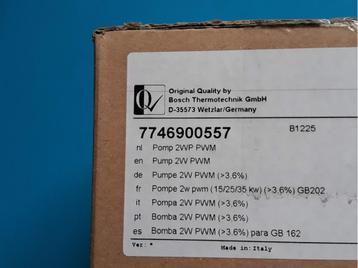 Original Quality by
Bosch Thermotechnik GmbH
D-35573 Wetzlar/Germany
7746900557
B1225
nl Pomp 2WP PWM
en Pump 2W PWM
de Pumpe 2W PWM (>3.6%)
fr Pompe 2w pwm (15/25/35 kw) (>3.6%) GB202
it Pompa 2W PWM (>3.6%)
pt Bomba 2W PWM (>3.6%)
es Bomba 2W PWM (>3.6%) para GB 162
Ver: *
Made in: Italy